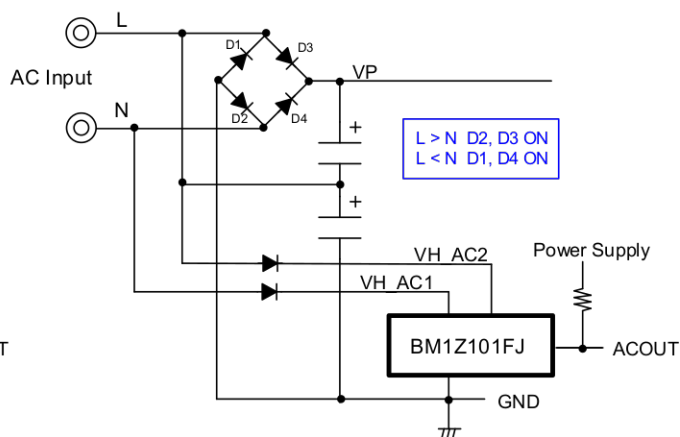 L
D1
D3
VP
AC Input
N
D2
D4
+
L > N D2, D3 ON
L < N D1, D4 ON
+
VH_AC2
Power Supply
VH_AC1
T
BM1Z101FJ
ACOUT
GND